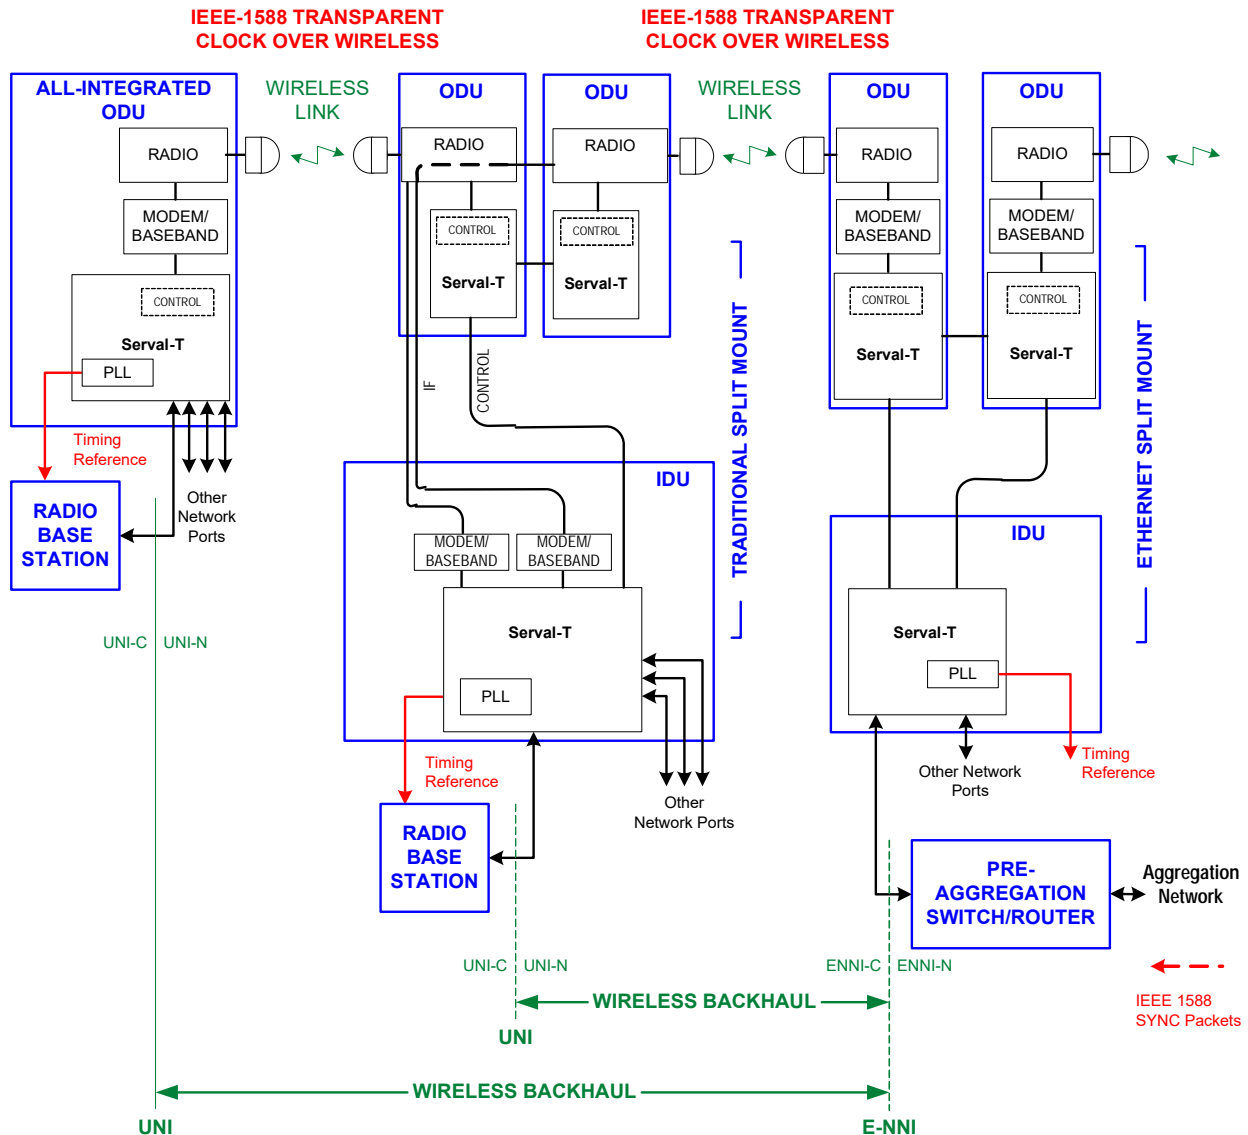 IEEE-1588 TRANSPARENT
CLOCK OVER WIRELESS
IEEE-1588 TRANSPARENT
CLOCK OVER WIRELESS
ALL-INTEGRATED
ODU
WIRELESS
LINK
ODU
ODU
WIRELESS
LINK
ODU
ODU
RADIO
RADIO
RADIO
RADIO
RADIO
MODEM/
BASEBAND
MODEM/
BASEBAND
MODEM/
BASEBAND
CONTROL
CONTROL
CONTROL
CONTROL
CONTROL
Serval-T
Serval-T
Serval-T
Serval-T
Serval-T
PLL
IF
CONTROL
TRADITIONAL SPLIT MOUNT
ETHERNET SPLIT MOUNT
Timing
Reference
Other
Network
Ports
RADIO
BASE
STATION
IDU
MODEM/
BASEBAND
MODEM/
BASEBAND
Serval-T
PLL
IDU
Serval-T
PLL
UNI-C
UNI-N
Timing
Reference
Other
Network Ports
Other Network
Ports
Timing
Reference
RADIO
BASE
STATION
PRE-
AGGREGATION
SWITCH/ROUTER
Aggregation
Network
UNI-C
UNI-N
ENNI-C
ENNI-N
WIRELESS BACKHAUL
IEEE 1588
SYNC Packets
UNI
WIRELESS BACKHAUL
UNI
E-NNI